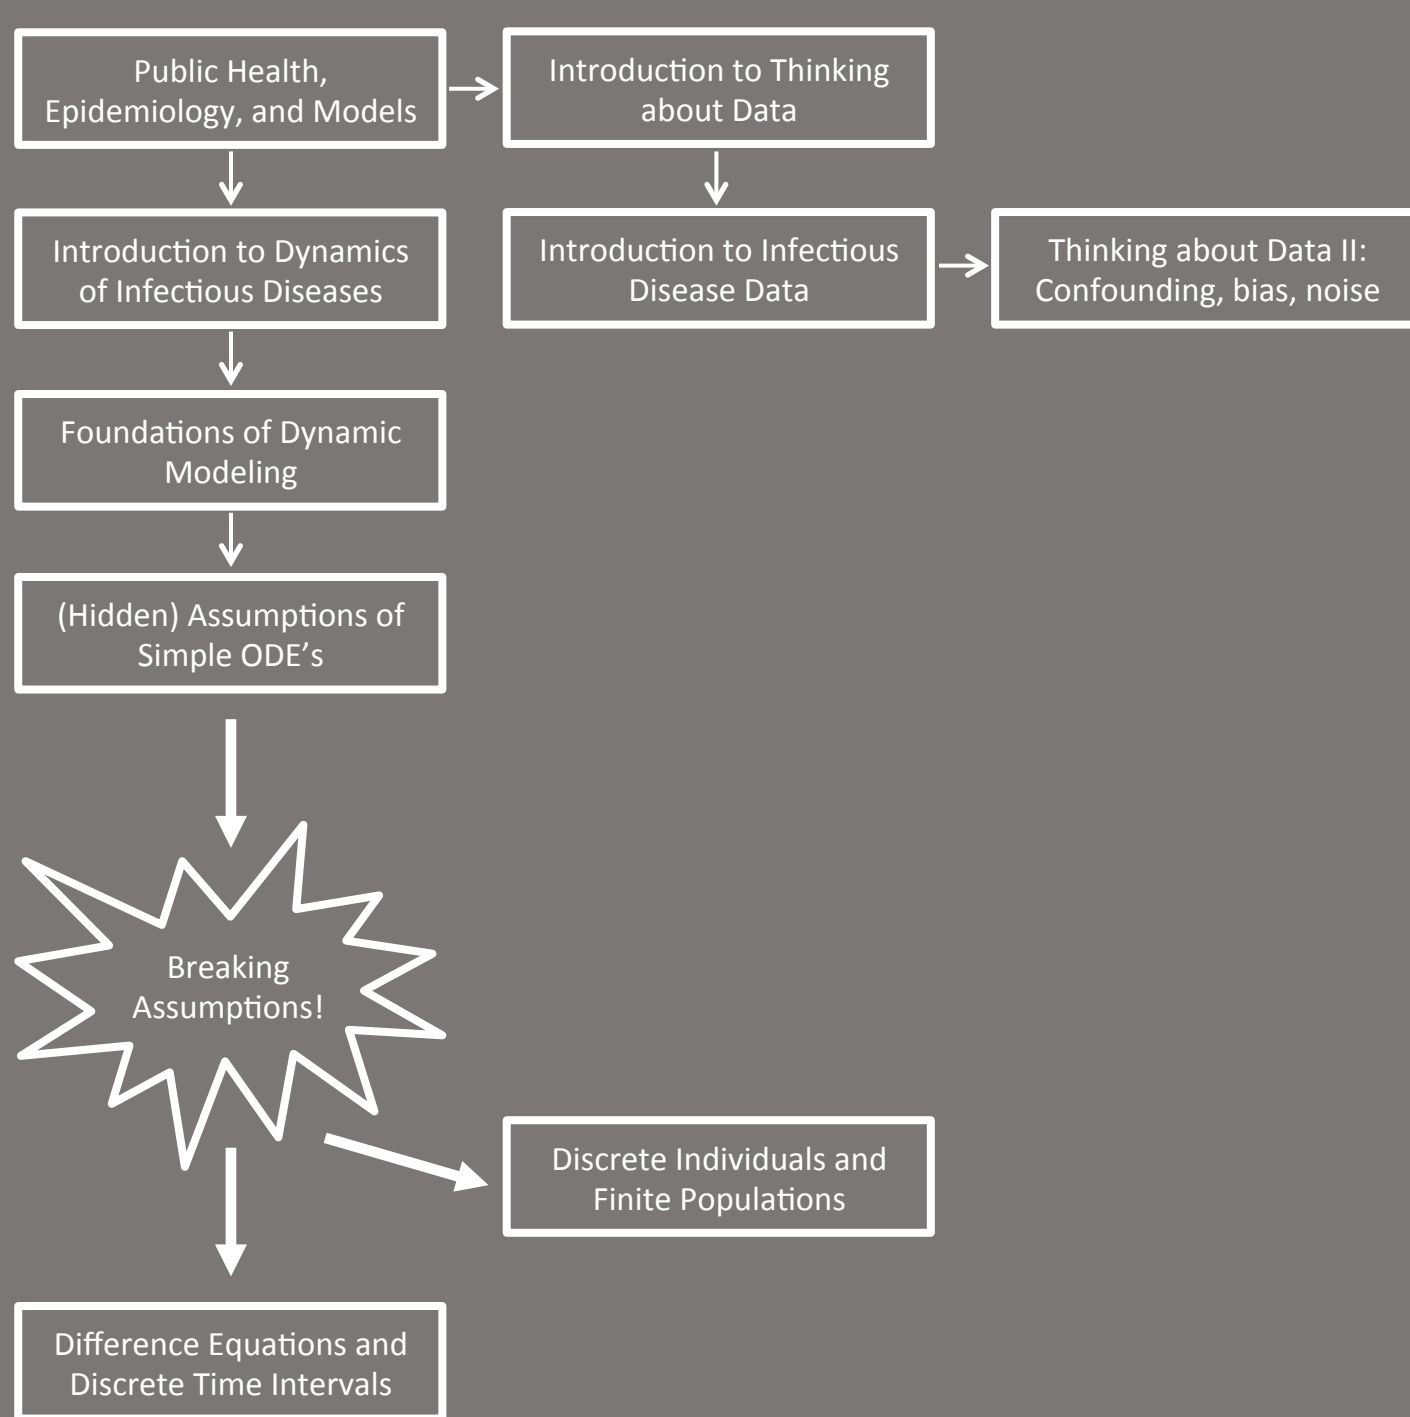 Public Health,
Epidemiology, and Models
Introduction to Thinking
about Data
Introduction to Dynamics
of Infectious Diseases
Introduction to Infectious
Disease Data
Thinking about Data II:
Confounding, bias, noise
Foundations of Dynamic
Modeling
(Hidden) Assumptions of
Simple ODE’s
Breaking
Assumptions!
Discrete Individuals and
Finite Populations
Difference Equations and
Discrete Time Intervals